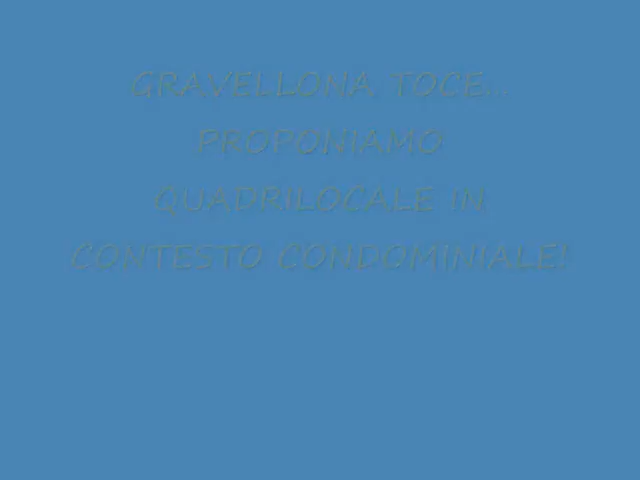 GRAVELLONA TOCE...
PROPONIAMO
QUADRILOCALE IN
CONTESTO CONDOMINIALE!